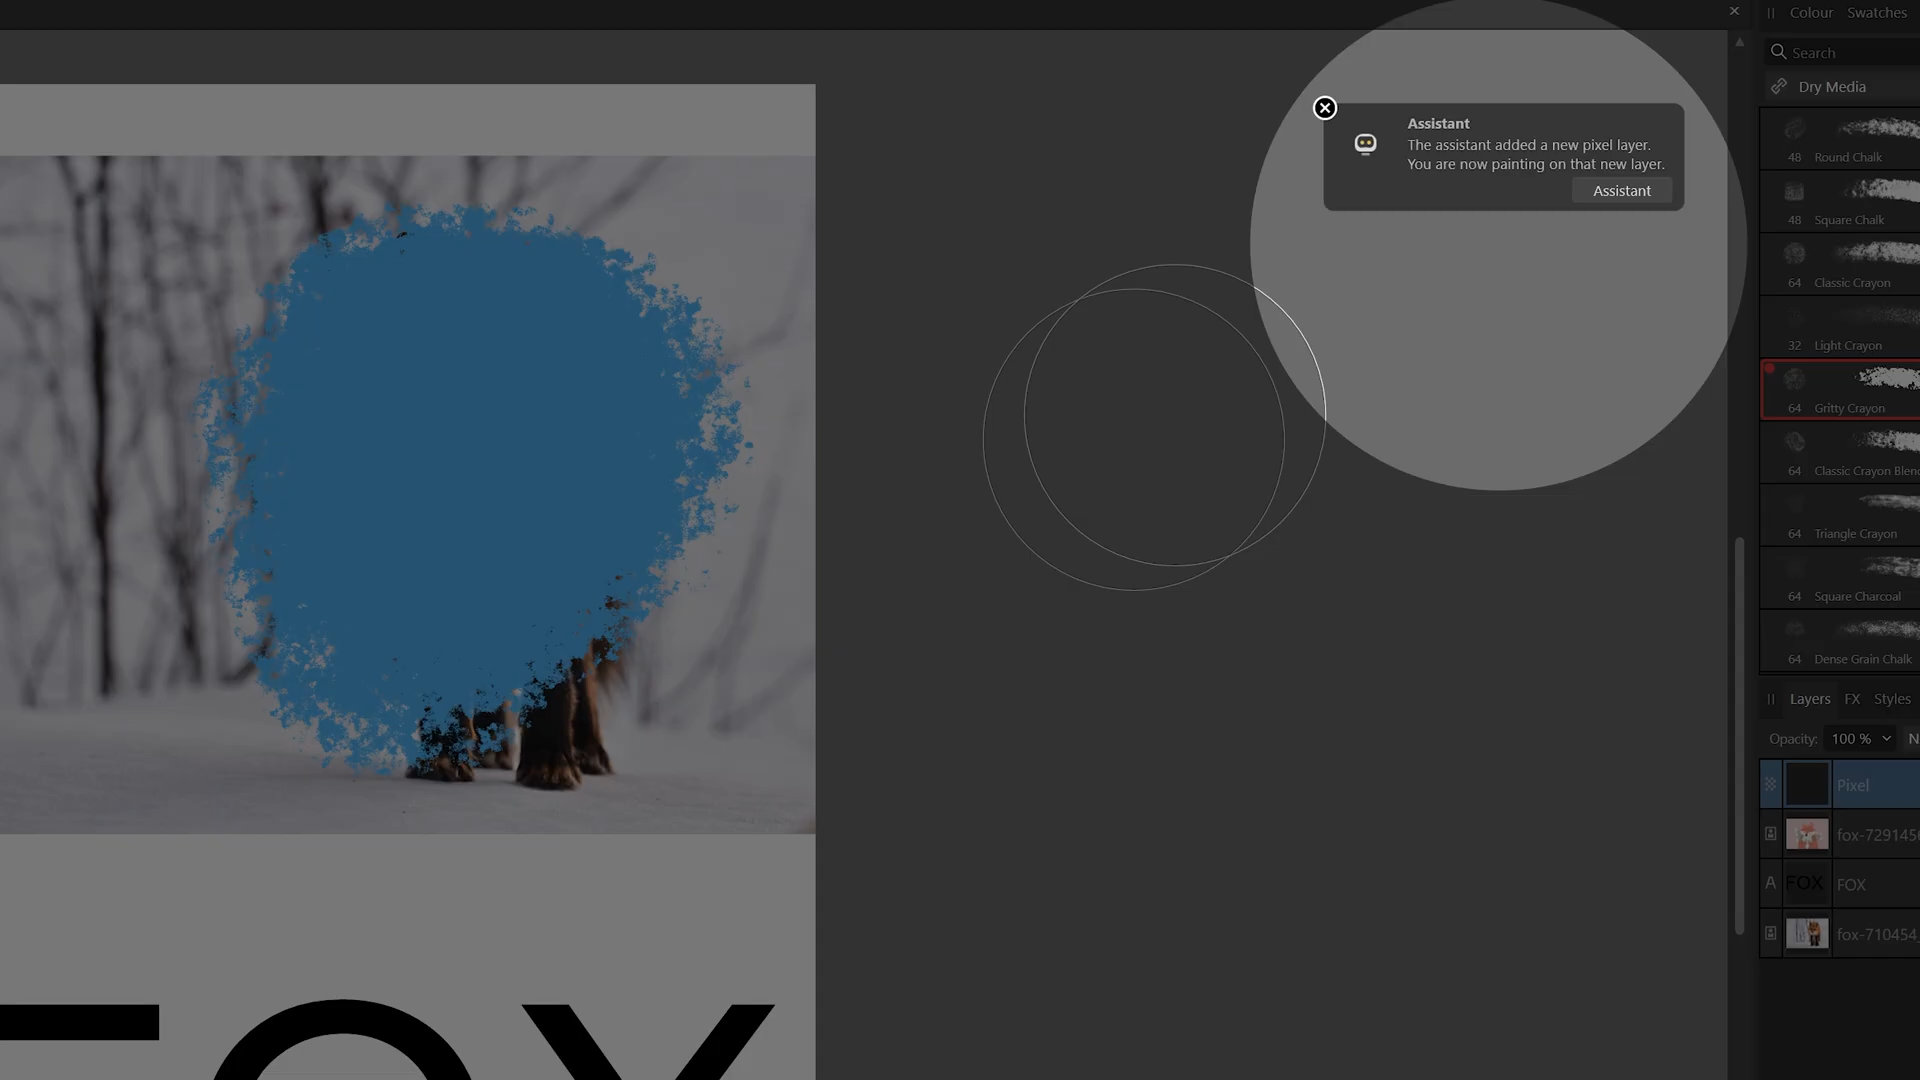 Colour Swatches
Search
Dry Media
Assistant
The assistant added a new pixel layer.
You are now painting on that new layer.
Assistant
48 Round Chalk
48 Square Chalk
64 Classic Crayon
32 Light Crayon
64 Gritty Crayon
64 Classic Crayon Blen
64 Triangle Crayon
64 Square Charcoal
64 Dense Grain Chalk
Layers FX Styles
Opacity: 100 % N
Pixel
fox-729145
A FOX FOX
fox-710454_
FOX